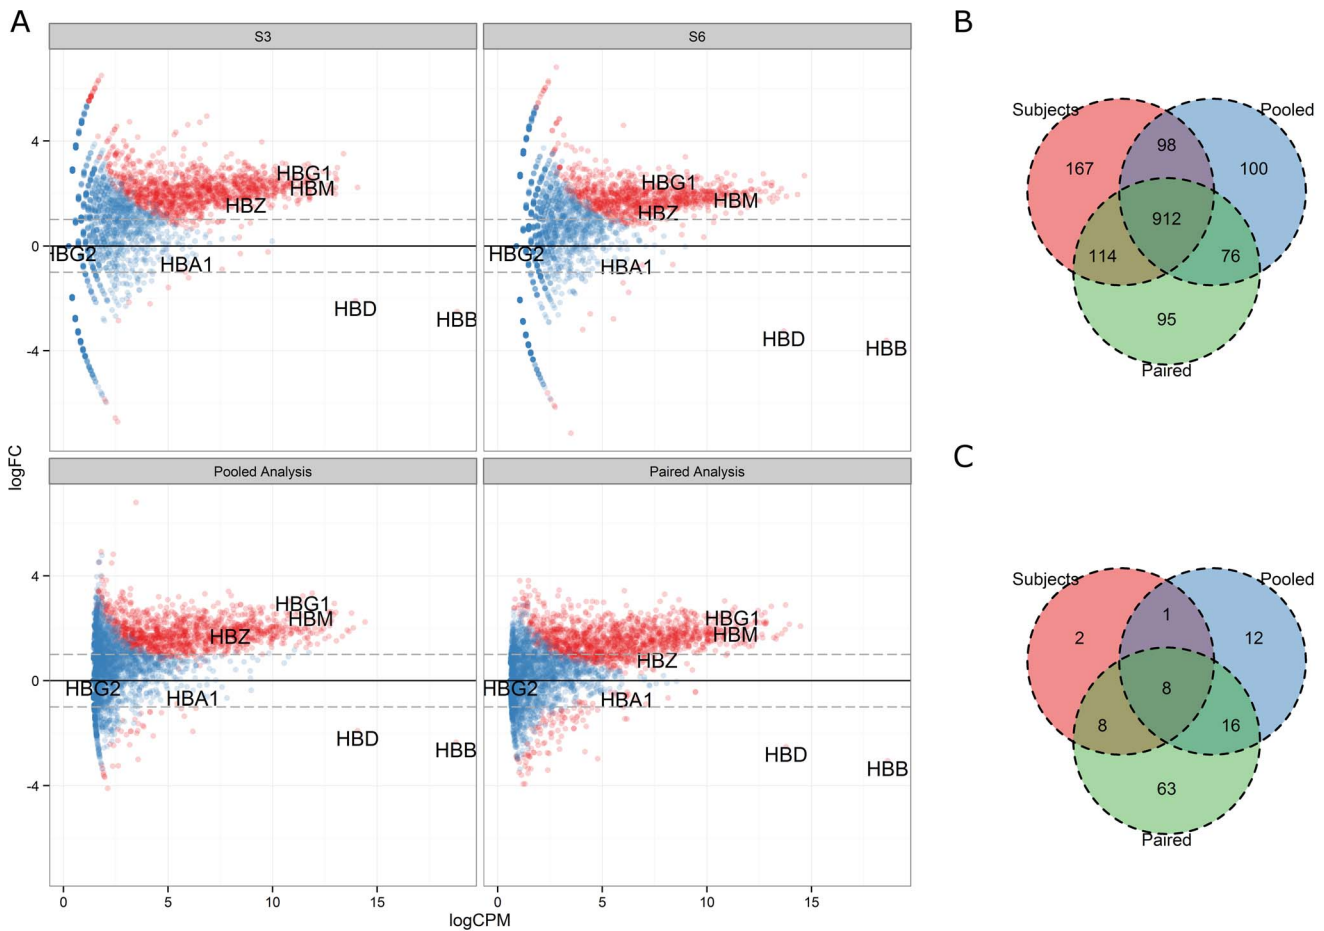 A
S3
S6
4
0
-4
HBG1
HBM
HBZ
HBG2
HBA1
HBD
HBB
HBG1
HBM
HBZ
HBG2
HBA1
HBD
HBB
logFC
Pooled Analysis
Paired Analysis
4
0
-4
HBG1
HBM
HBZ
HBG2
HBA1
HBD
HBB
HBG1
HBM
HBZ
HBG2
HBA1
HBD
HBB
0 5 10 15
0 5 10 15
logCPM
B
Subjects
Pooled
98
167
100
912
114
76
95
Paired
C
Subjects
Pooled
1
2
12
8
8
16
63
Paired